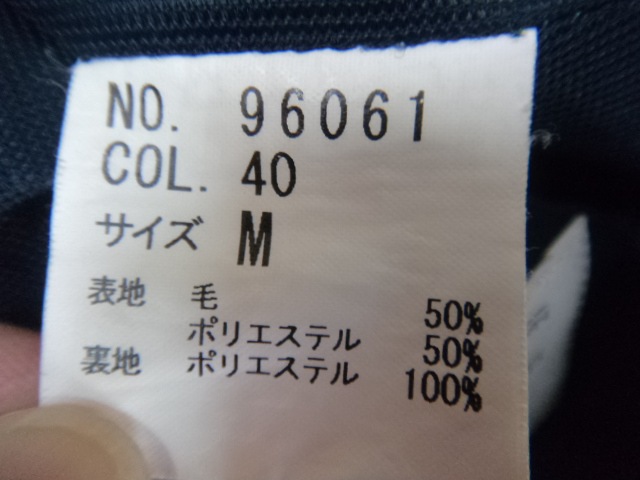 NO. 96061
COL. 40
サイズ M
表地 毛 50%
ポリエステル 50%
裏地 ポリエステル 100%